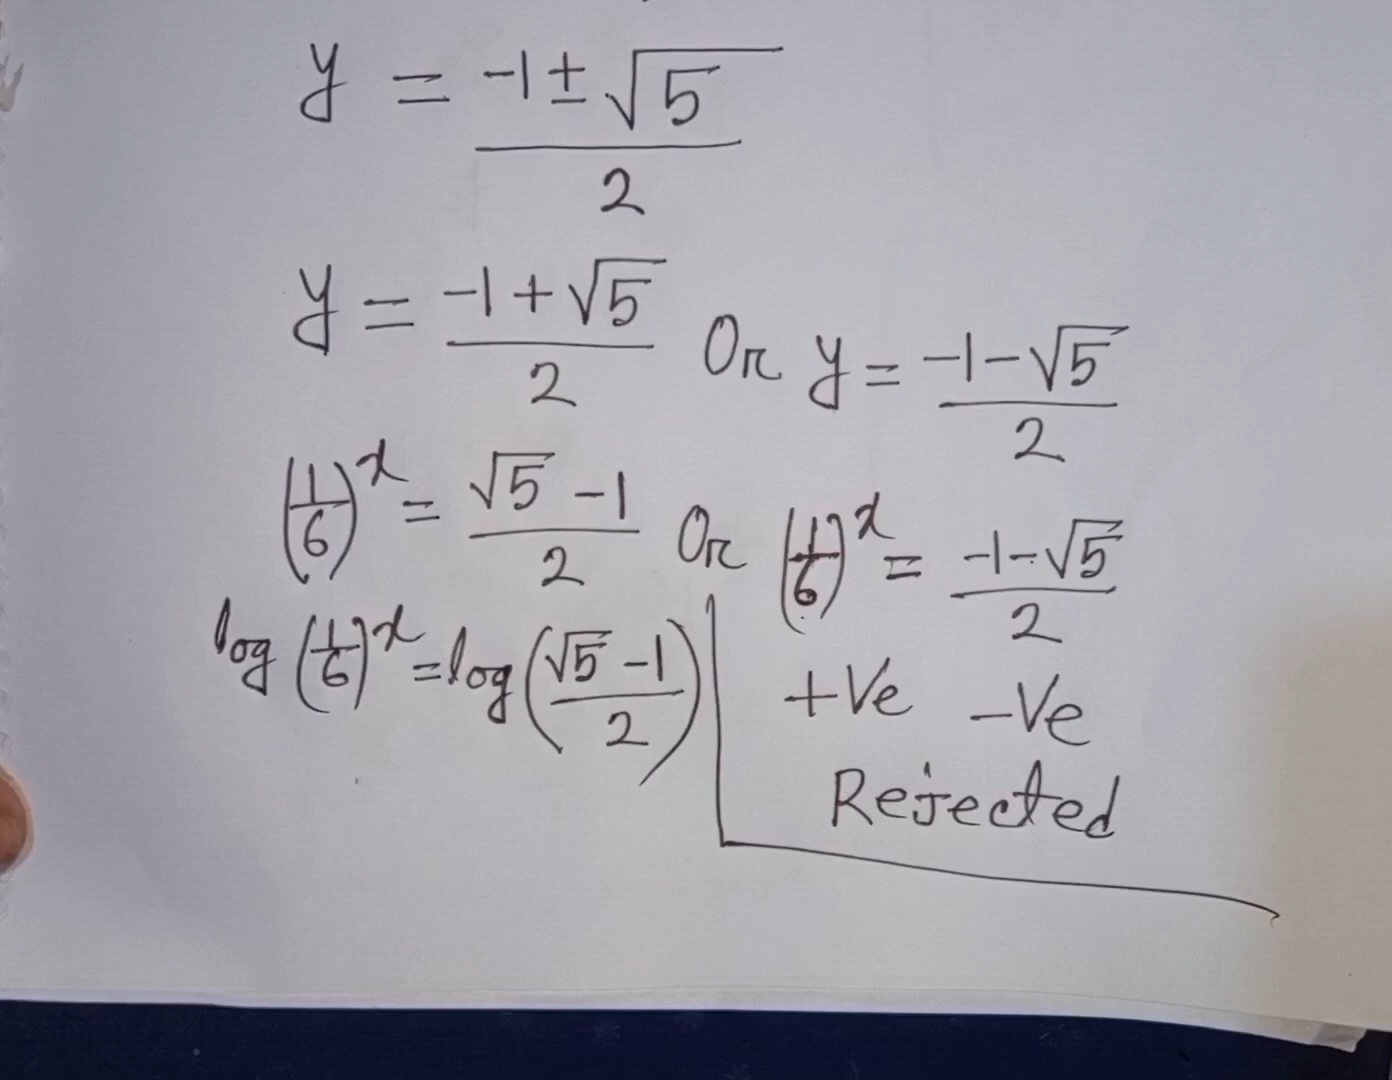 y = (-1 ± √5)/2
y = (-1 + √5)/2 Or y = (-1 - √5)/2
(1/6)^x = (√5 - 1)/2 Or (1/6)^x = (-1 - √5)/2
log (1/6)^x = log ((√5 - 1)/2)
+Ve -Ve
Rejected